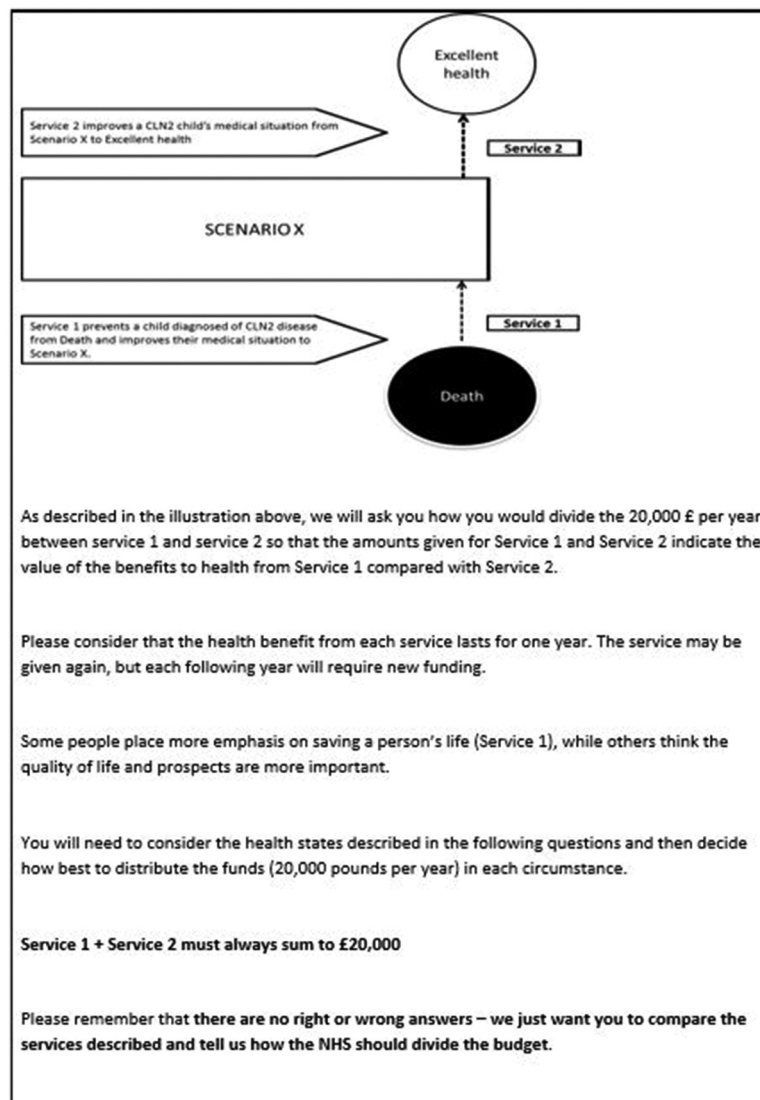 Excellent
health
Service 2 improves a CLN2 child's medical situation from
Scenario X to Excellent health
Service 2
SCENARIO X
Service 1 prevents a child diagnosed of CLN2 disease
from Death and improves their medical situation to
Scenario X.
Service 1
Death
As described in the illustration above, we will ask you how you would divide the 20,000 £ per year
between service 1 and service 2 so that the amounts given for Service 1 and Service 2 indicate the
value of the benefits to health from Service 1 compared with Service 2.
Please consider that the health benefit from each service lasts for one year. The service may be
given again, but each following year will require new funding.
Some people place more emphasis on saving a person's life (Service 1), while others think the
quality of life and prospects are more important.
You will need to consider the health states described in the following questions and then decide
how best to distribute the funds (20,000 pounds per year) in each circumstance.
Service 1 + Service 2 must always sum to £20,000
Please remember that there are no right or wrong answers – we just want you to compare the
services described and tell us how the NHS should divide the budget.